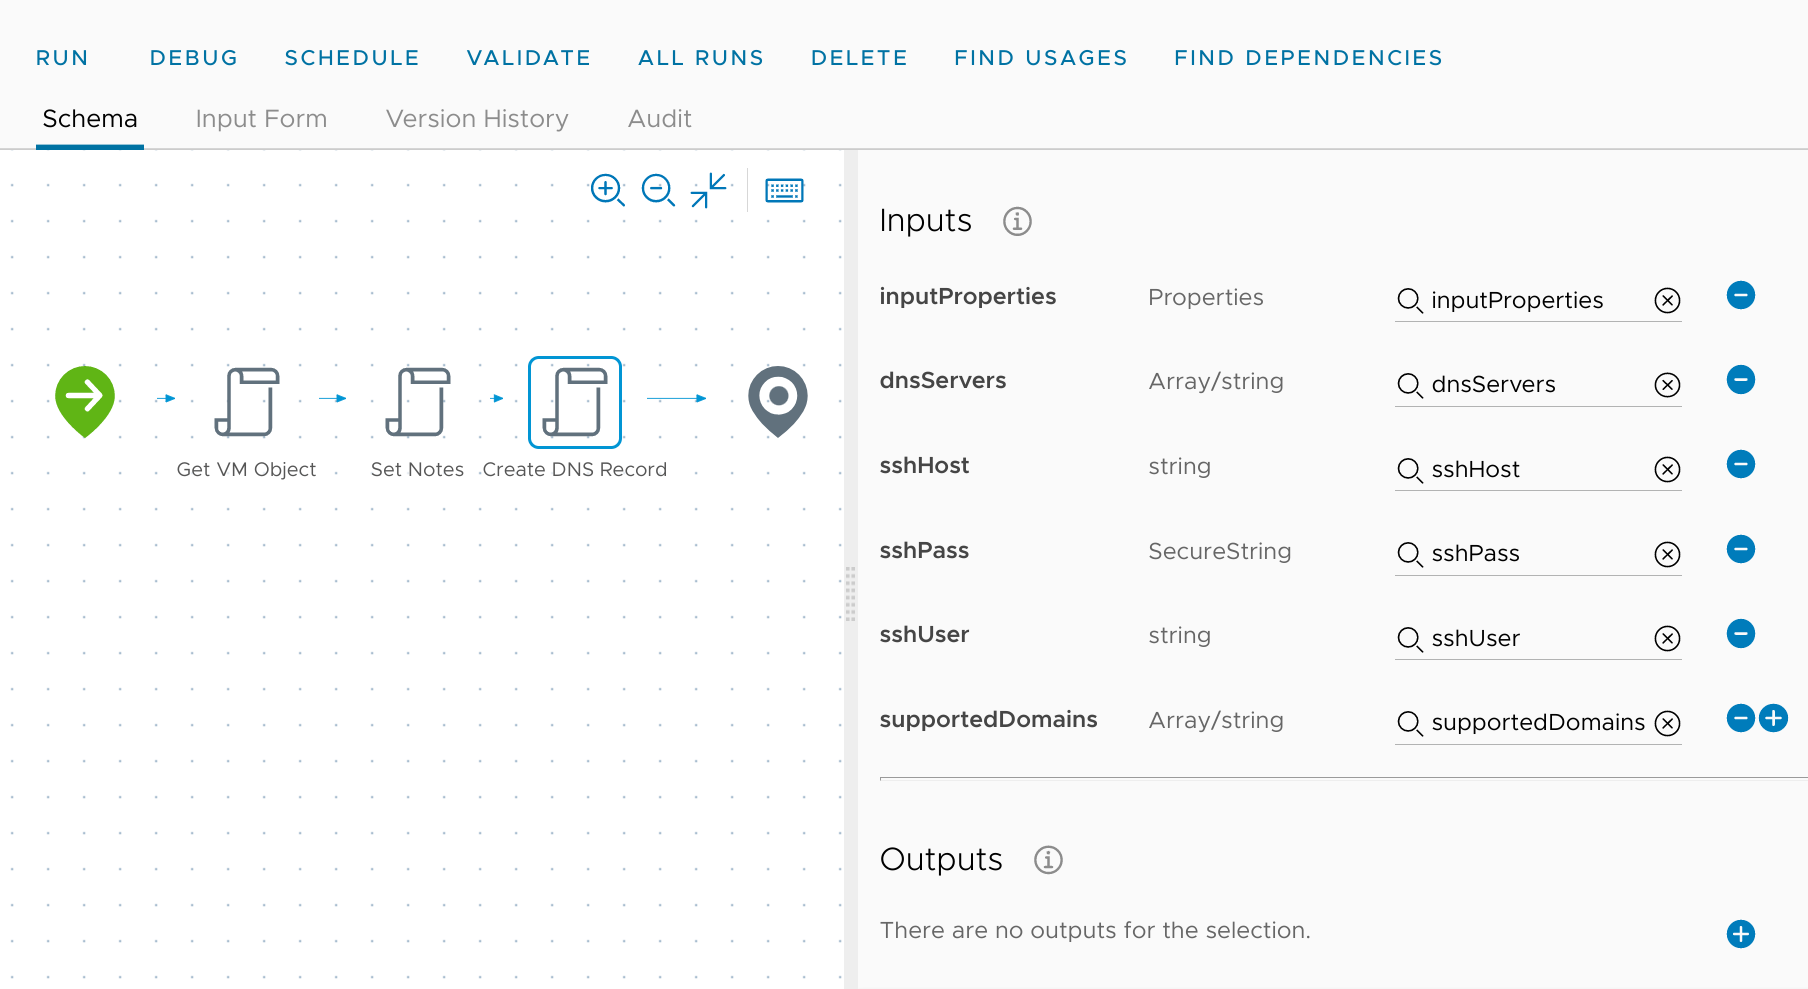 RUN DEBUG SCHEDULE VALIDATE ALL RUNS DELETE FIND USAGES FIND DEPENDENCIES
Schema Input Form Version History Audit
Get VM Object Set Notes Create DNS Record
Inputs
inputProperties Properties inputProperties
dnsServers Array/string dnsServers
sshHost string sshHost
sshPass SecureString sshPass
sshUser string sshUser
supportedDomains Array/string supportedDomains
Outputs
There are no outputs for the selection.